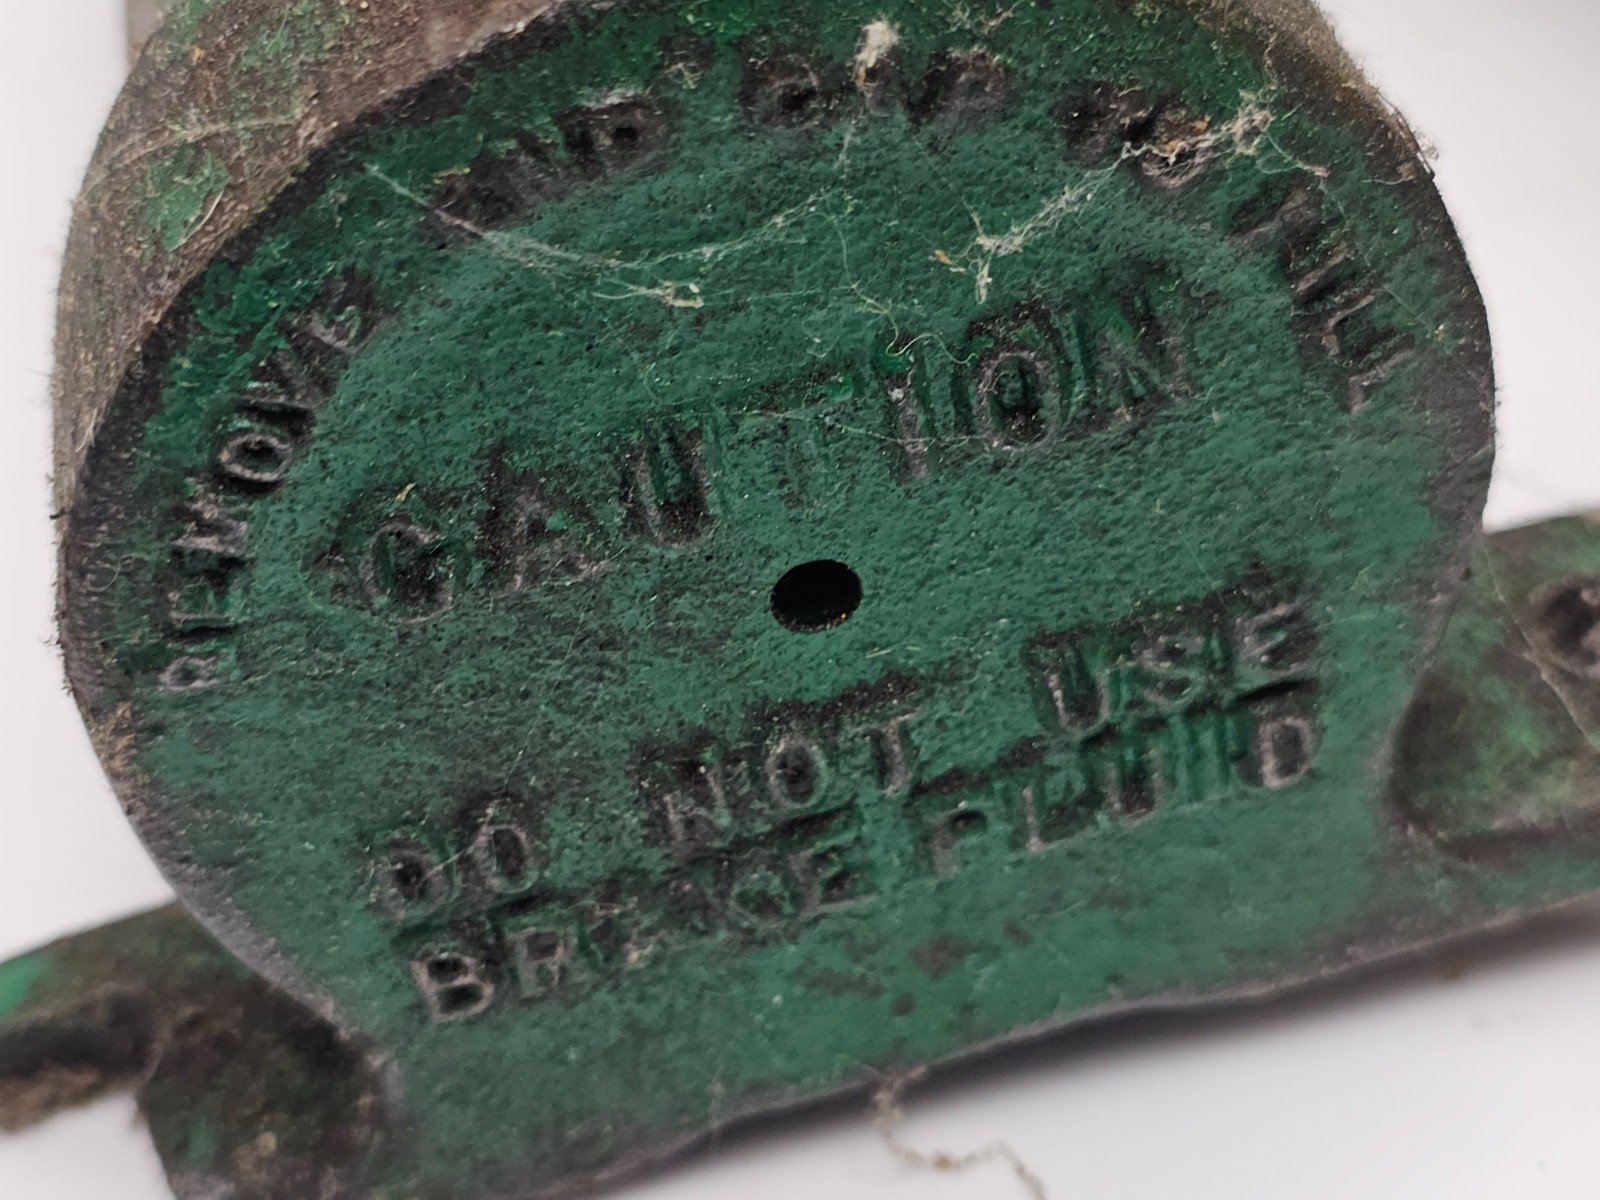 REMOVE END CAP TO FILL
CAUTION
DO NOT USE
BRAKE FLUID